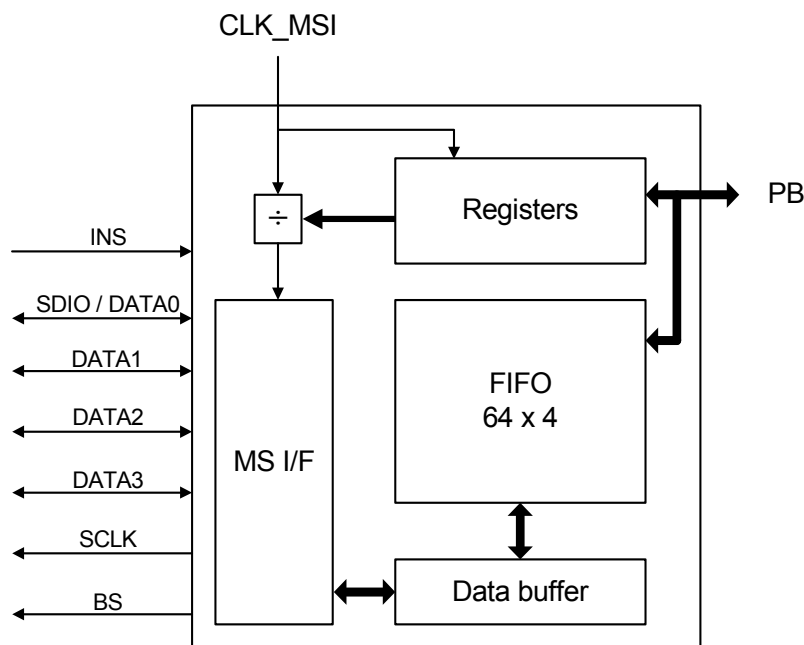 CLK_MSI
Registers
PB
÷
INS
SDIO / DATA0
DATA1
DATA2
DATA3
SCLK
BS
MS I/F
FIFO
64 x 4
Data buffer